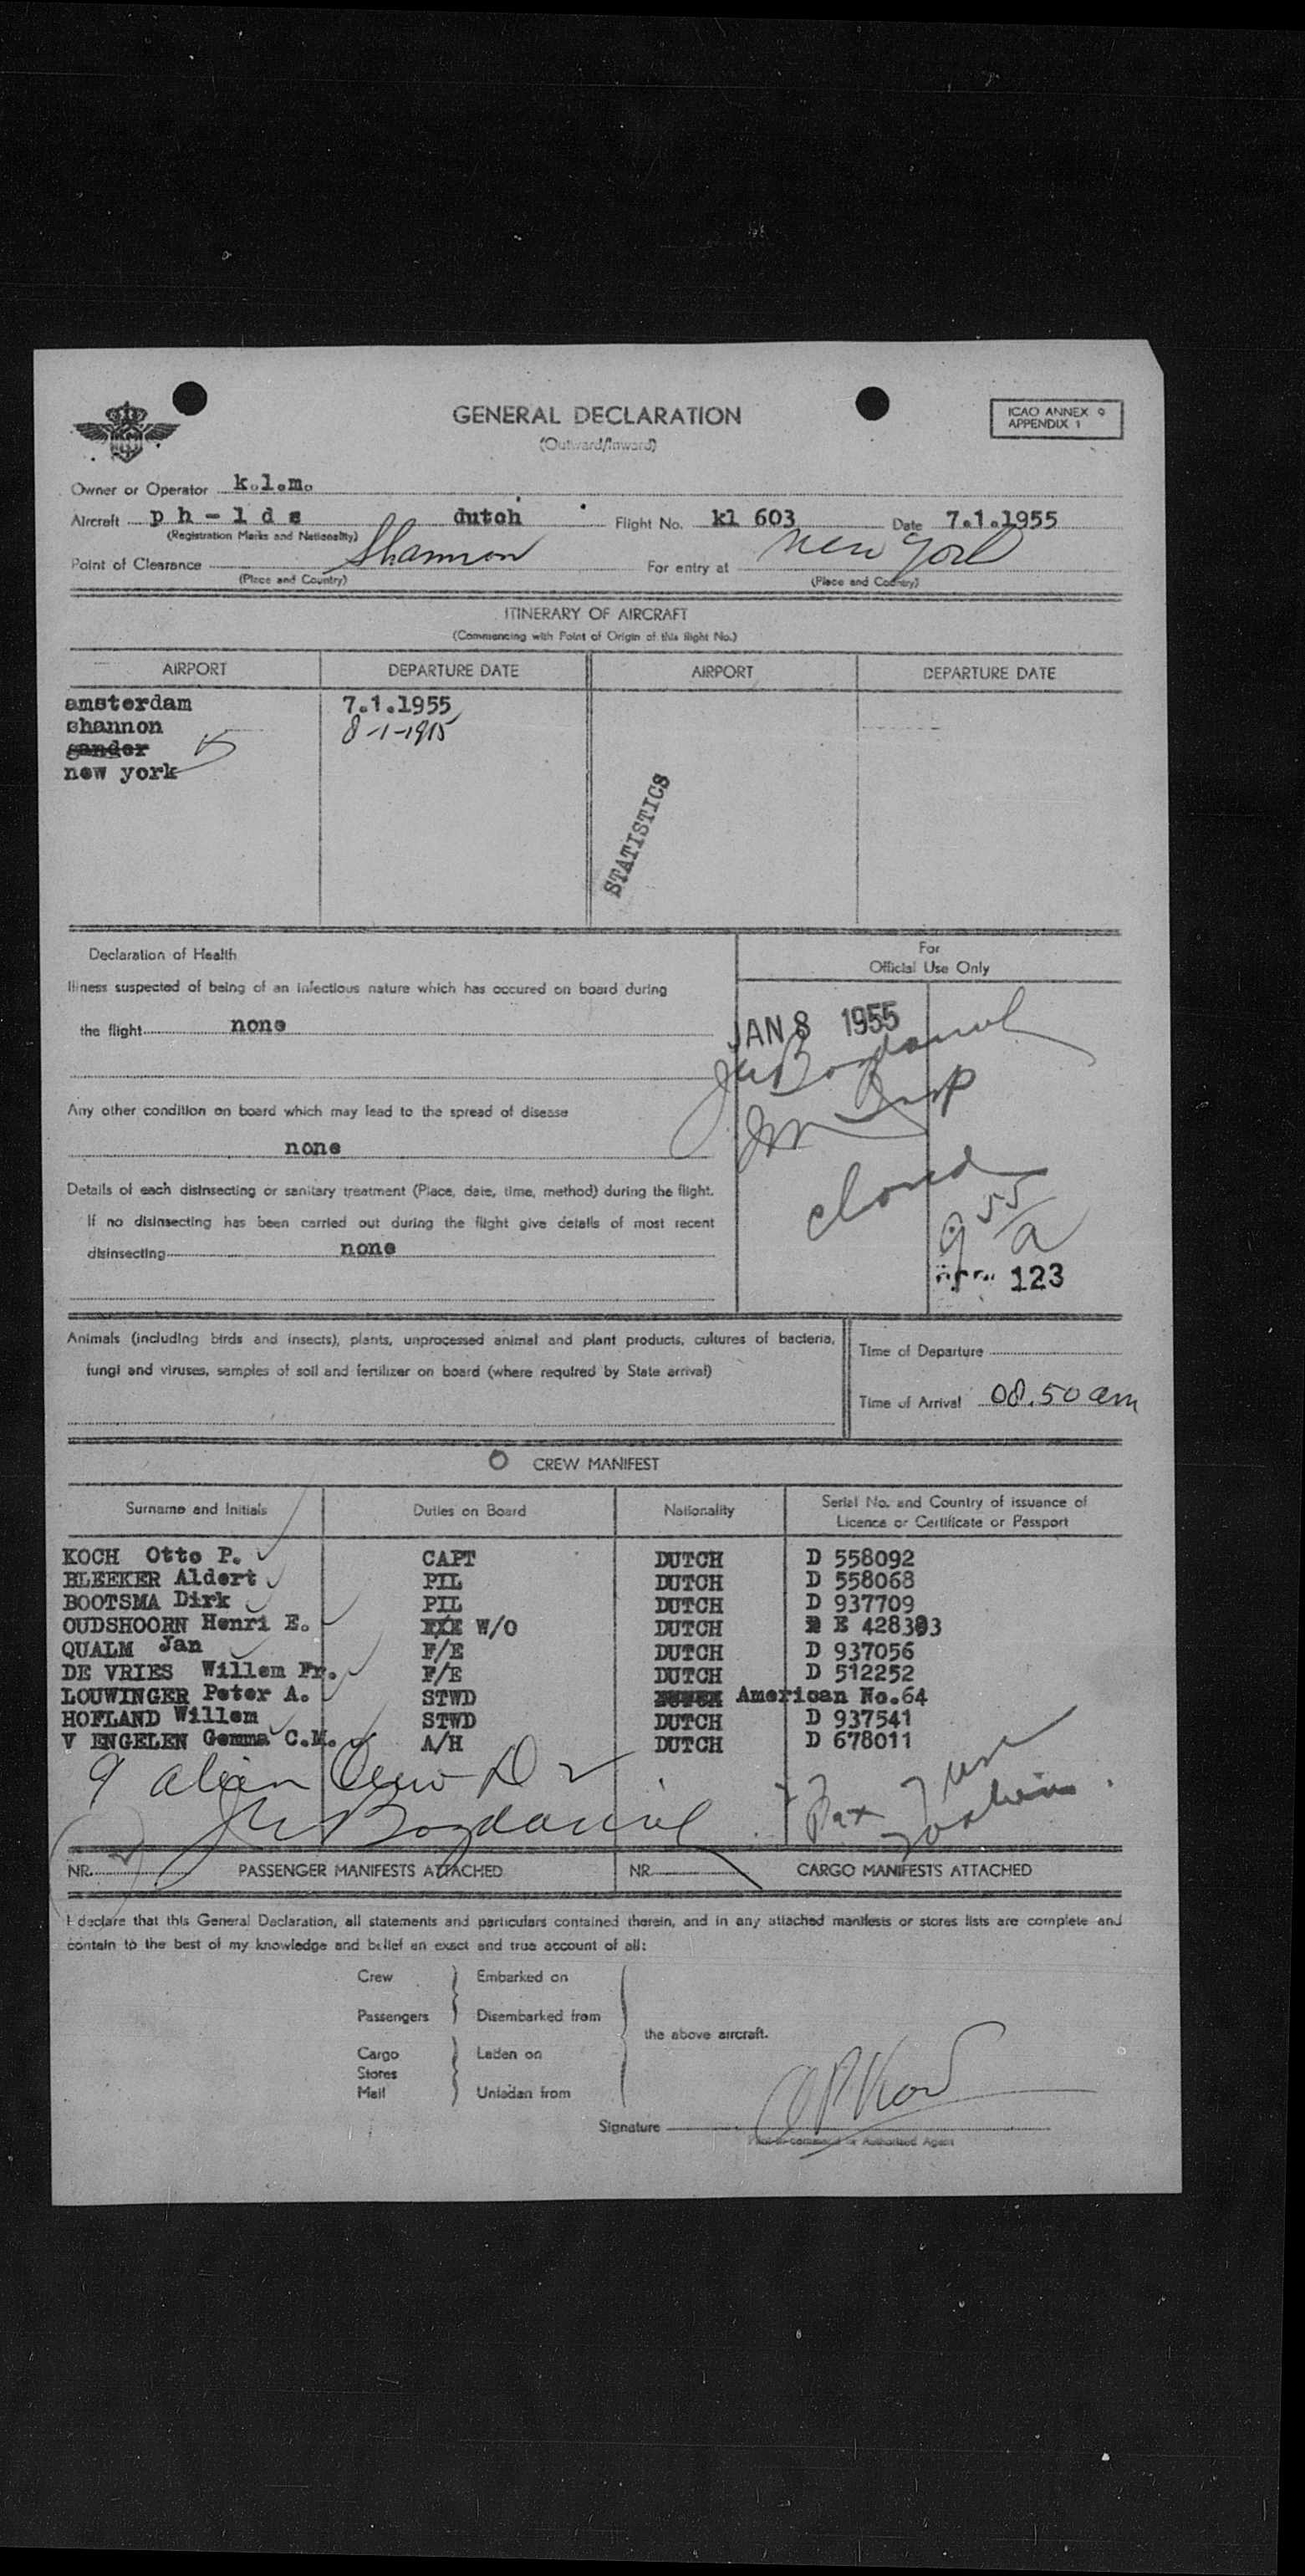 GENERAL DECLARATION
(Outward/Inward)
ICAO ANNEX 9
APPENDIX 1
Owner or Operator k.l.m.
Aircraft ph-lds dutch Flight No. kl 603 Date 7.1.1955
(Registration Marks and Nationality)
Point of Clearance Shannon For entry at New York
(Place and Country) (Place and Country)
ITINERARY OF AIRCRAFT
(Commencing with Point of Origin of this flight No.)
AIRPORT DEPARTURE DATE AIRPORT DEPARTURE DATE
amsterdam 7.1.1955
shannon 8-1-1955
gander
new york
STATISTICS
Declaration of Health
For
Official Use Only
Illness suspected of being of an infectious nature which has occured on board during
the flight none
JAN 8 1955
Any other condition on board which may lead to the spread of disease
none
closed
9 55/a
Details of each disinsecting or sanitary treatment (Place, date, time, method) during the flight.
If no disinsecting has been carried out during the flight give details of most recent
disinsecting none
123
Animals (including birds and insects), plants, unprocessed animal and plant products, cultures of bacteria,
fungi and viruses, samples of soil and fertilizer on board (where required by State arrival)
Time of Departure
Time of Arrival 08.50 am
CREW MANIFEST
Surname and Initials Duties on Board Nationality Serial No. and Country of issuance of
Licence or Certificate or Passport
KOCH Otto P. CAPT DUTCH D 558092
BLEEKER Aldert PIL DUTCH D 558068
BOOTSMA Dirk PIL DUTCH D 937709
OUDSHOORN Henri E. W/O DUTCH E 428303
QUALM Jan F/E DUTCH D 937056
DE VRIES Willem Fr. F/E DUTCH D 512252
LOUWINGER Peter A. STWD American No.64
HOFLAND Willem STWD DUTCH D 937541
V ENGELEN Gemma C.M. A/H DUTCH D 678011
9 alien Crew
NR. PASSENGER MANIFESTS ATTACHED NR. CARGO MANIFESTS ATTACHED
I declare that this General Declaration, all statements and particulars contained therein, and in any attached manifests or stores lists are complete and
contain to the best of my knowledge and belief an exact and true account of all:
Crew Embarked on
Passengers Disembarked from
the above aircraft.
Cargo Laden on
Stores
Mail Unladen from
Signature OPKoch
Pilot-in-command or Authorized Agent